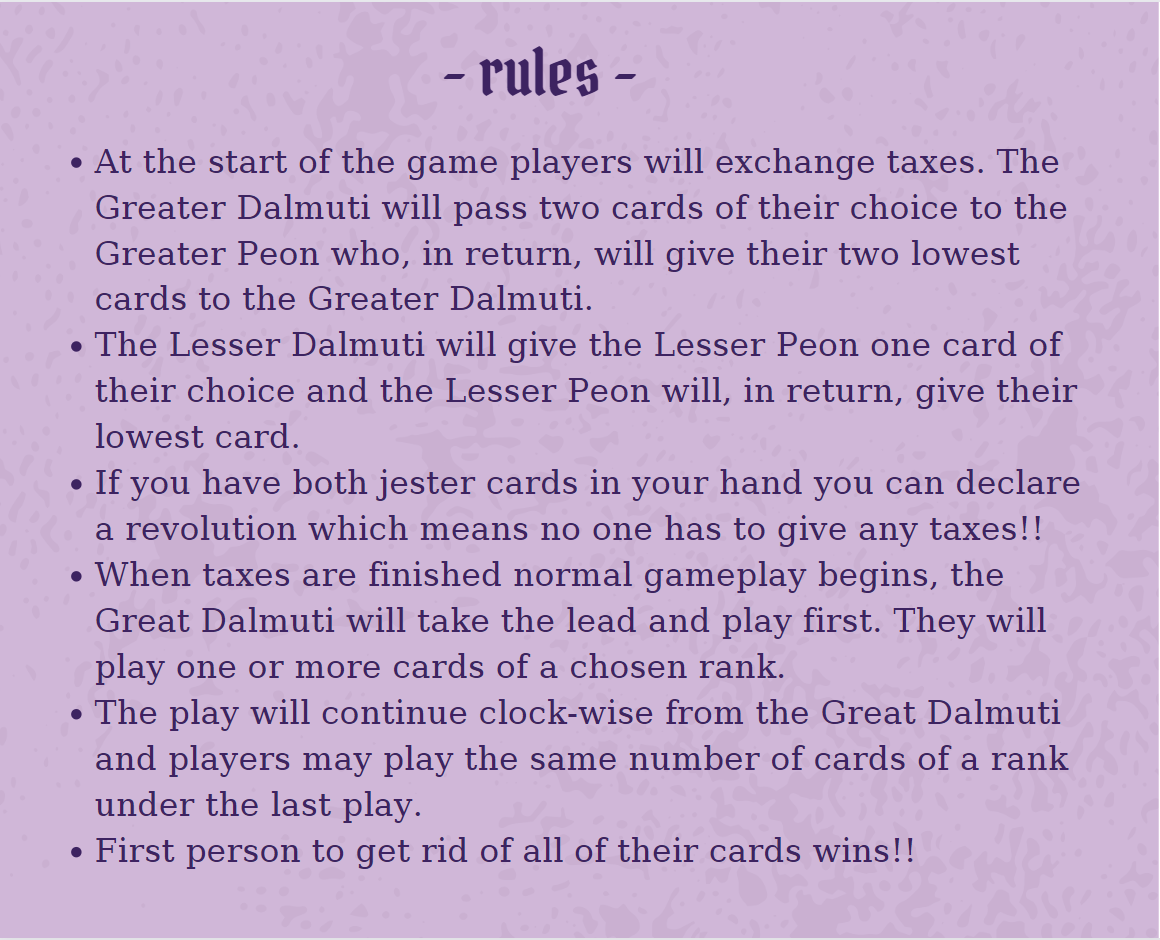 - rules -
• At the start of the game players will exchange taxes. The
Greater Dalmuti will pass two cards of their choice to the
Greater Peon who, in return, will give their two lowest
cards to the Greater Dalmuti.
• The Lesser Dalmuti will give the Lesser Peon one card of
their choice and the Lesser Peon will, in return, give their
lowest card.
• If you have both jester cards in your hand you can declare
a revolution which means no one has to give any taxes!!
• When taxes are finished normal gameplay begins, the
Great Dalmuti will take the lead and play first. They will
play one or more cards of a chosen rank.
• The play will continue clock-wise from the Great Dalmuti
and players may play the same number of cards of a rank
under the last play.
• First person to get rid of all of their cards wins!!